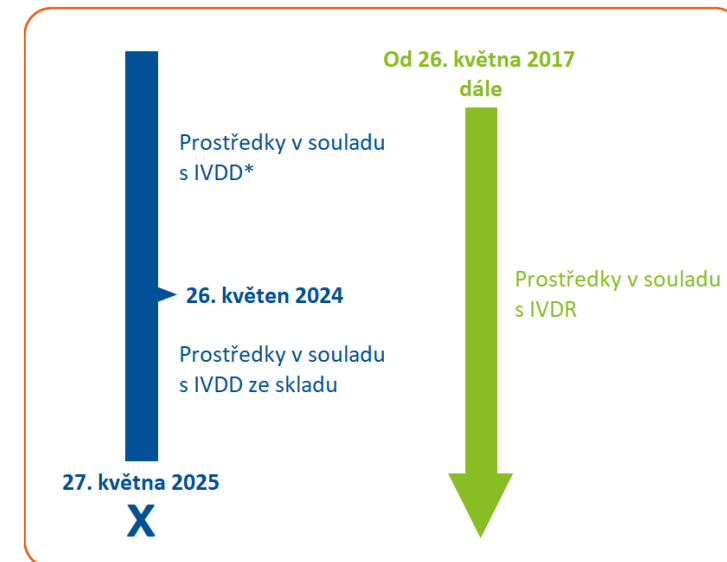 Prostředky v souladu
s IVDD*
26. květen 2024
Prostředky v souladu
s IVDD ze skladu
27. května 2025
X
Od 26. května 2017
dále
Prostředky v souladu
s IVDR